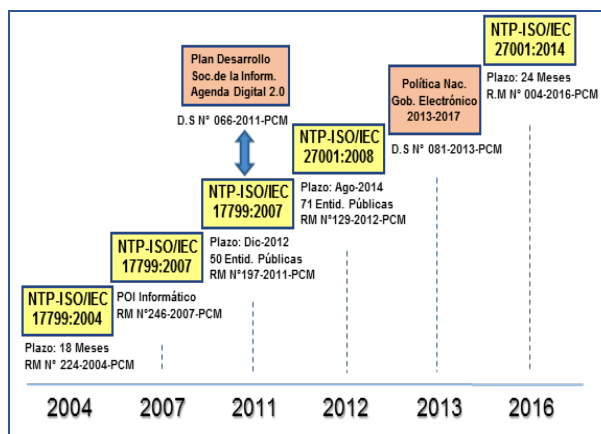 NTP-ISO/IEC
27001:2014
Plazo: 24 Meses
R.M N° 004-2016-PCM
Plan Desarrollo
Soc.de la Inform.
Agenda Digital 2.0
D.S N° 066-2011-PCM
Política Nac.
Gob. Electrónico
2013-2017
D.S N° 081-2013-PCM
NTP-ISO/IEC
27001:2008
Plazo: Ago-2014
71 Entid. Públicas
RM N°129-2012-PCM
NTP-ISO/IEC
17799:2007
Plazo: Dic-2012
50 Entid. Públicas
RM N°197-2011-PCM
NTP-ISO/IEC
17799:2007
POI Informático
RM N°246-2007-PCM
NTP-ISO/IEC
17799:2004
Plazo: 18 Meses
RM N° 224-2004-PCM
2004 2007 2011 2012 2013 2016